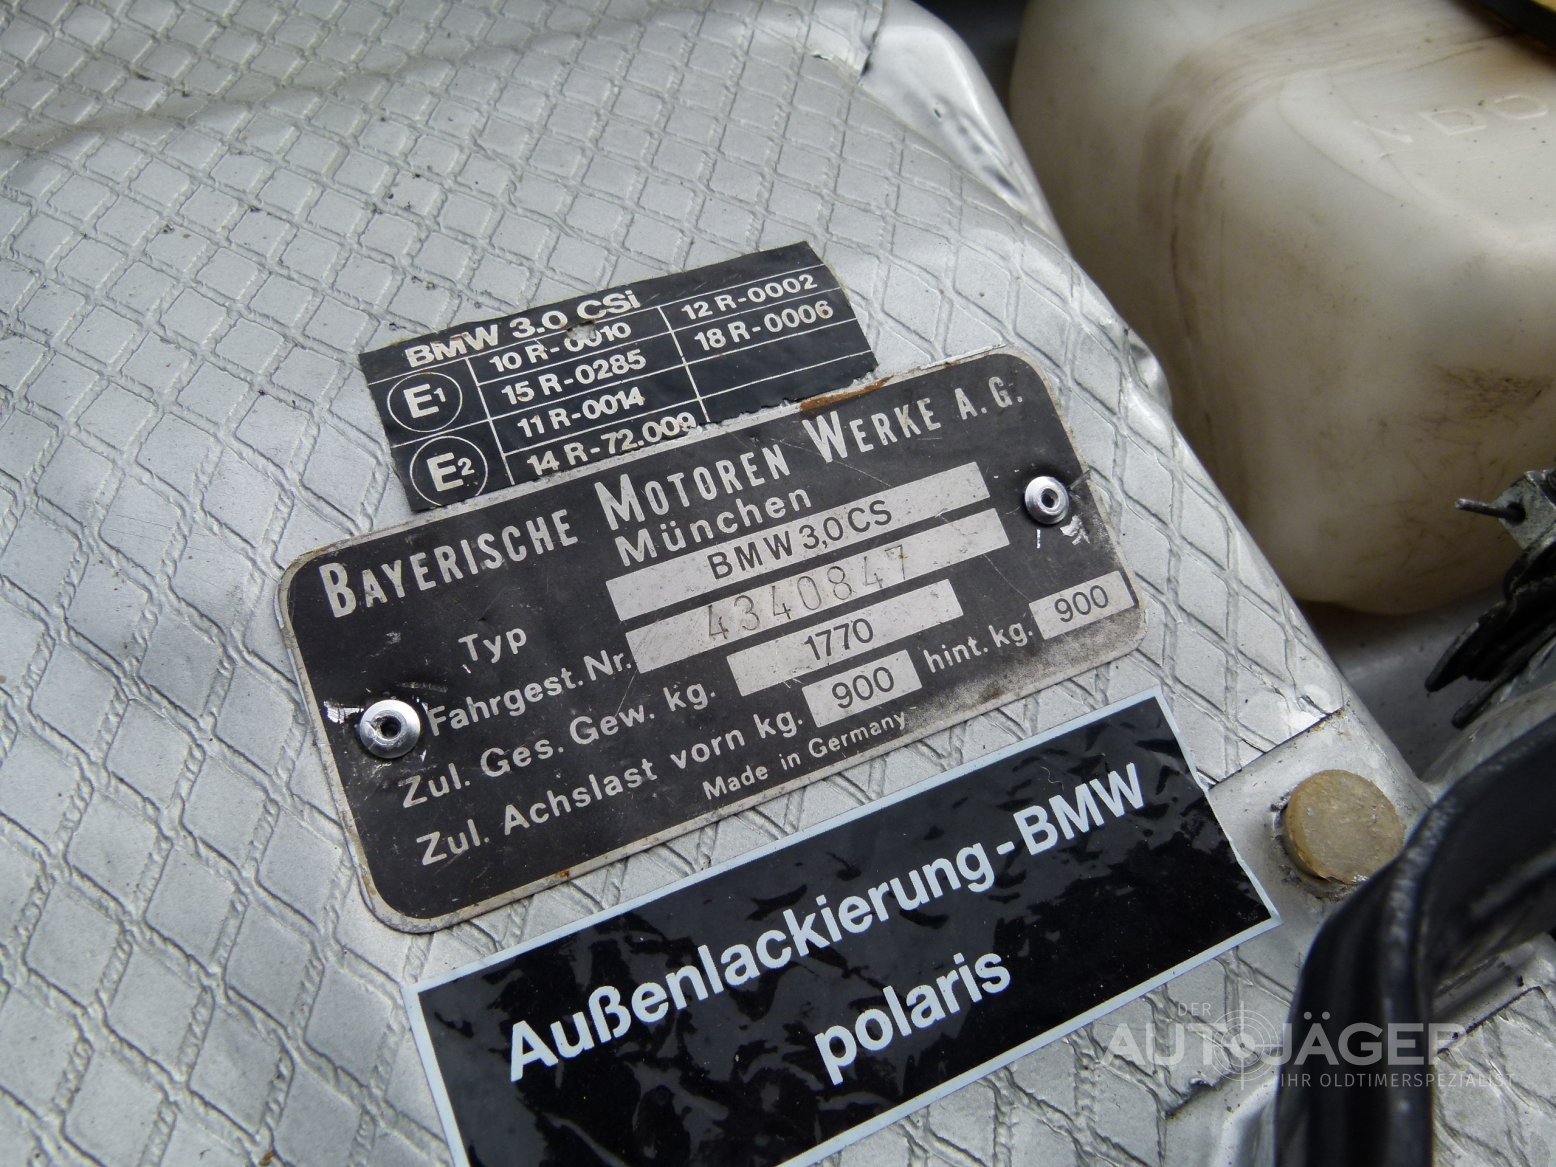 BMW 3.0 CSi
E1 10 R-0010 12 R-0002
15 R-0285 18 R-0006
11 R-0014
E2 14 R-72.009
BAYERISCHE MOTOREN WERKE A.G.
München
Typ BMW 3,0 CS
Fahrgest. Nr. 4340847
Zul. Ges. Gew. kg. 1770
Zul. Achslast vorn kg. 900 hint. kg. 900
Made in Germany
Außenlackierung-BMW
polaris
DER
AUTOJÄGER
IHR OLDTIMERSPEZIALIST